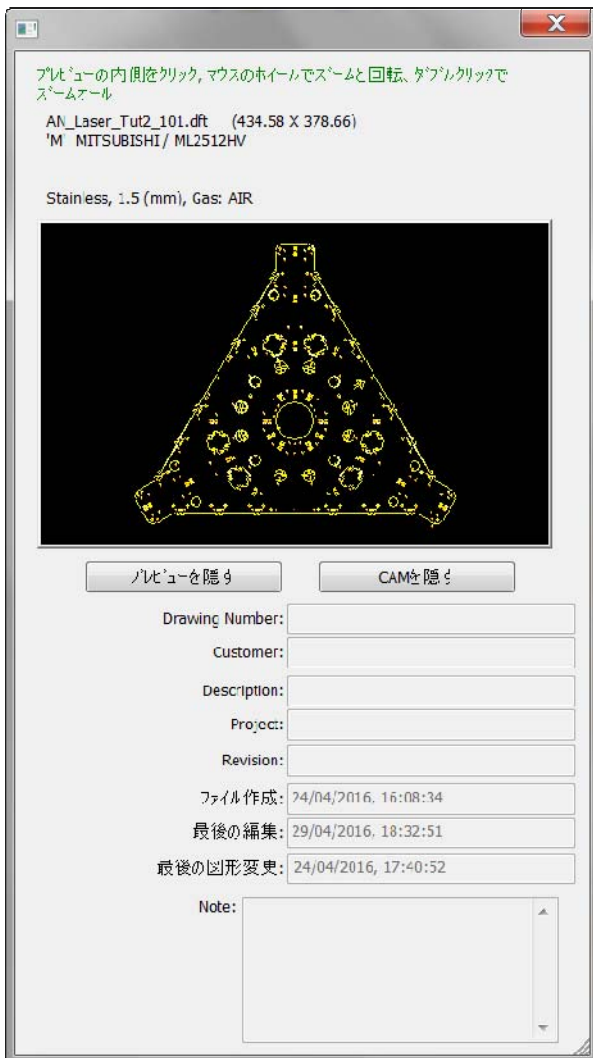 プレビューの内側をクリック, マウスのホイールでズームと回転、ダブルクリックで
ズームオール
AN_Laser_Tut2_101.dft (434.58 X 378.66)
'M' MITSUBISHI / ML2512HV
Stainless, 1.5 (mm), Gas: AIR
プレビューを隠す CAMを隠す
Drawing Number:
Customer:
Description:
Project:
Revision:
ファイル作成: 24/04/2016, 16:08:34
最後の編集: 29/04/2016, 18:32:51
最後の図形変更: 24/04/2016, 17:40:52
Note: